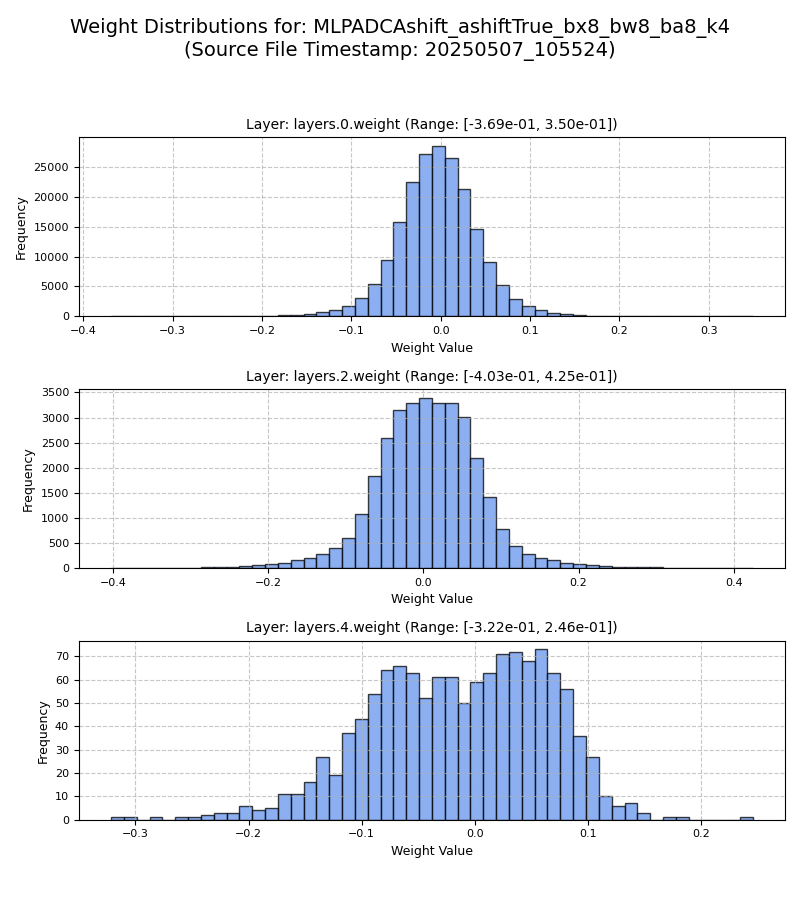 Weight Distributions for: MLPADCAshift_ashiftTrue_bx8_bw8_ba8_k4
(Source File Timestamp: 20250507_105524)
Layer: layers.0.weight (Range: [-3.69e-01, 3.50e-01])
25000
20000
15000
10000
5000
0
Frequency
−0.4 −0.3 −0.2 −0.1 0.0 0.1 0.2 0.3
Weight Value
Layer: layers.2.weight (Range: [-4.03e-01, 4.25e-01])
3500
3000
2500
2000
1500
1000
500
0
Frequency
−0.4 −0.2 0.0 0.2 0.4
Weight Value
Layer: layers.4.weight (Range: [-3.22e-01, 2.46e-01])
70
60
50
40
30
20
10
0
Frequency
−0.3 −0.2 −0.1 0.0 0.1 0.2
Weight Value